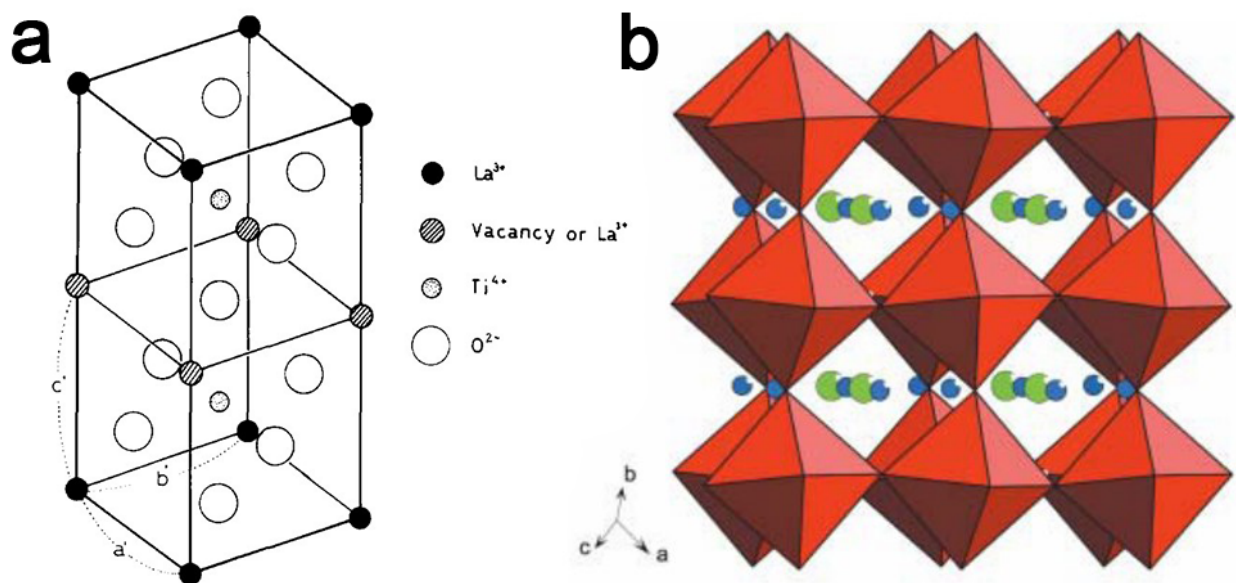 a
La³⁺
Vacancy or La³⁺
Ti⁴⁺
O²⁻
c'
b'
a'
b
b
c
a